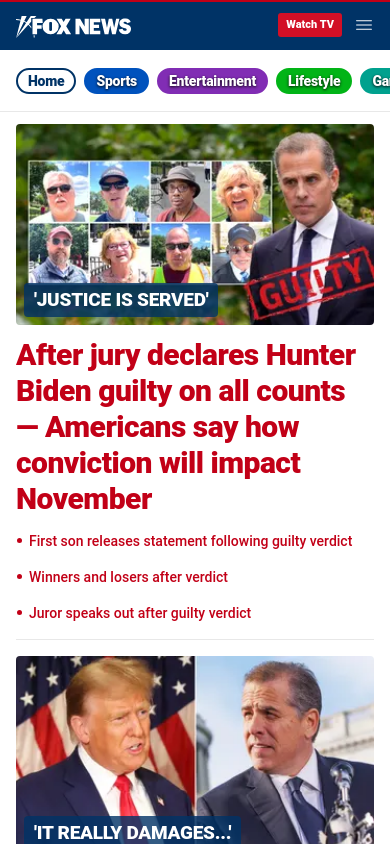 FOX NEWS
Watch TV
Home
Sports
Entertainment
Lifestyle
Ga
GUILTY
'JUSTICE IS SERVED'
After jury declares Hunter
Biden guilty on all counts
— Americans say how
conviction will impact
November
• First son releases statement following guilty verdict
• Winners and losers after verdict
• Juror speaks out after guilty verdict
'IT REALLY DAMAGES...'